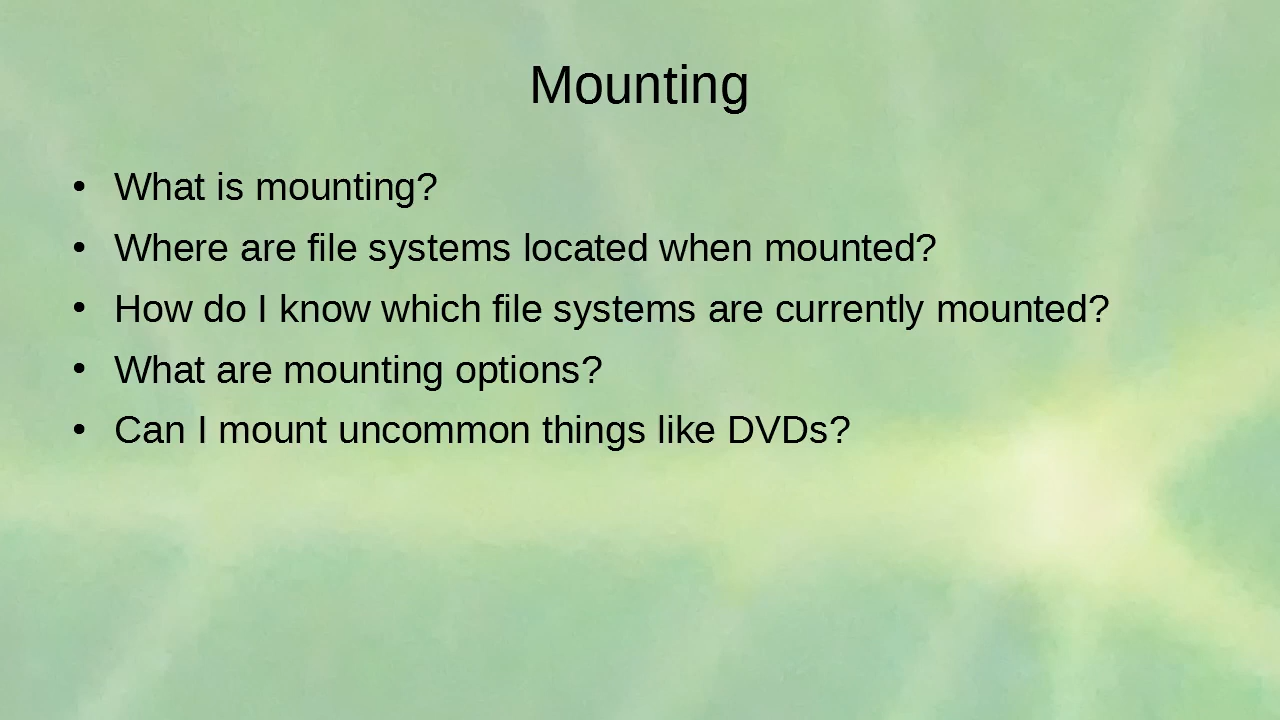 Mounting
• What is mounting?
• Where are file systems located when mounted?
• How do I know which file systems are currently mounted?
• What are mounting options?
• Can I mount uncommon things like DVDs?